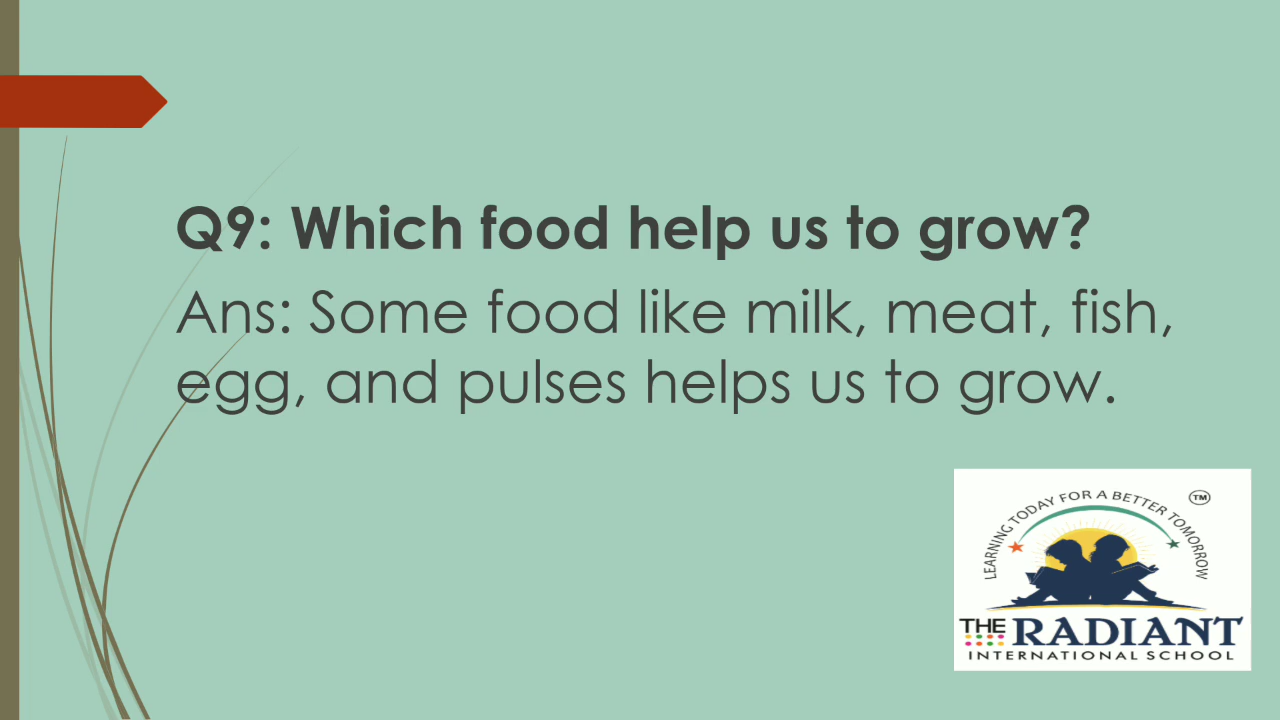 Q9: Which food help us to grow?
Ans: Some food like milk, meat, fish,
egg, and pulses helps us to grow.
LEARNING TODAY FOR A BETTER TOMORROW
TM
THE RADIANT
INTERNATIONAL SCHOOL